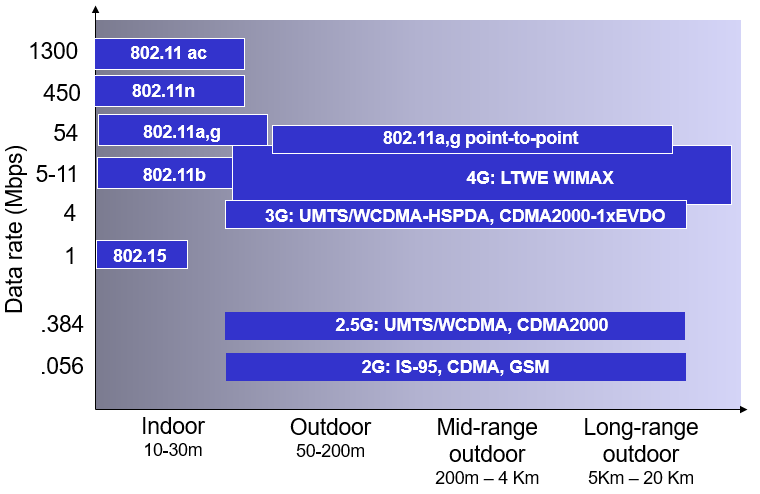 1300
802.11 ac
450
802.11n
54
802.11a,g
802.11a,g point-to-point
5-11
802.11b
4G: LTWE WIMAX
4
3G: UMTS/WCDMA-HSPDA, CDMA2000-1xEVDO
1
802.15
.384
2.5G: UMTS/WCDMA, CDMA2000
.056
2G: IS-95, CDMA, GSM
Data rate (Mbps)
Indoor
10-30m
Outdoor
50-200m
Mid-range
outdoor
200m – 4 Km
Long-range
outdoor
5Km – 20 Km